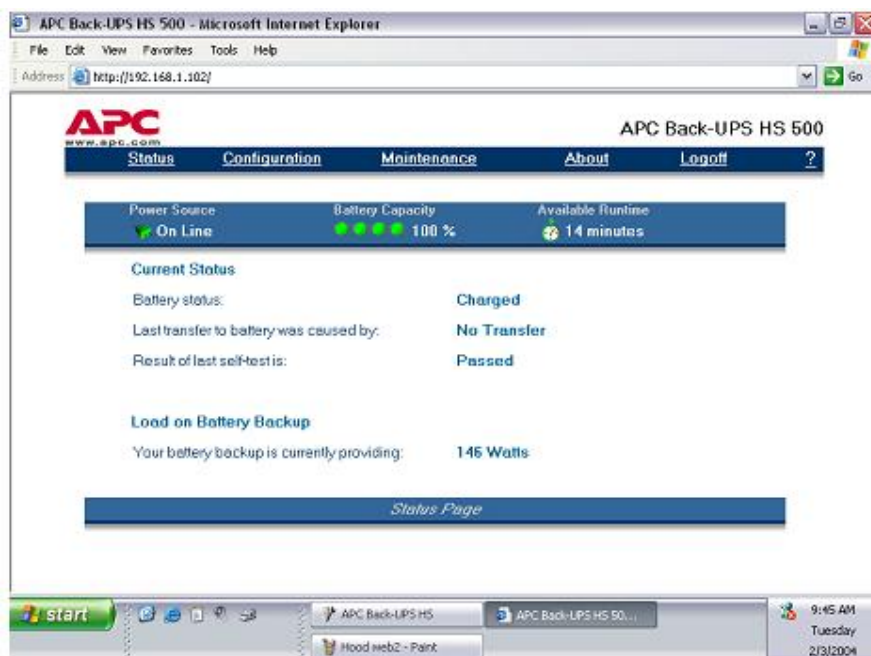 APC Back-UPS HS 500 - Microsoft Internet Explorer
File Edit View Favorites Tools Help
Address http://192.168.1.102/ Go
APC
www.apc.com
APC Back-UPS HS 500
Status Configuration Maintenance About Logoff ?
Power Source Battery Capacity Available Runtime
On Line 100 % 14 minutes
Current Status
Battery status: Charged
Last transfer to battery was caused by: No Transfer
Result of last self-test is: Passed
Load on Battery Backup
Your battery backup is currently providing: 146 Watts
Status Page
start APC Back-UPS HS APC Back-UPS HS 50... 9:45 AM
Tuesday
Hood web2 - Paint 2/3/2004